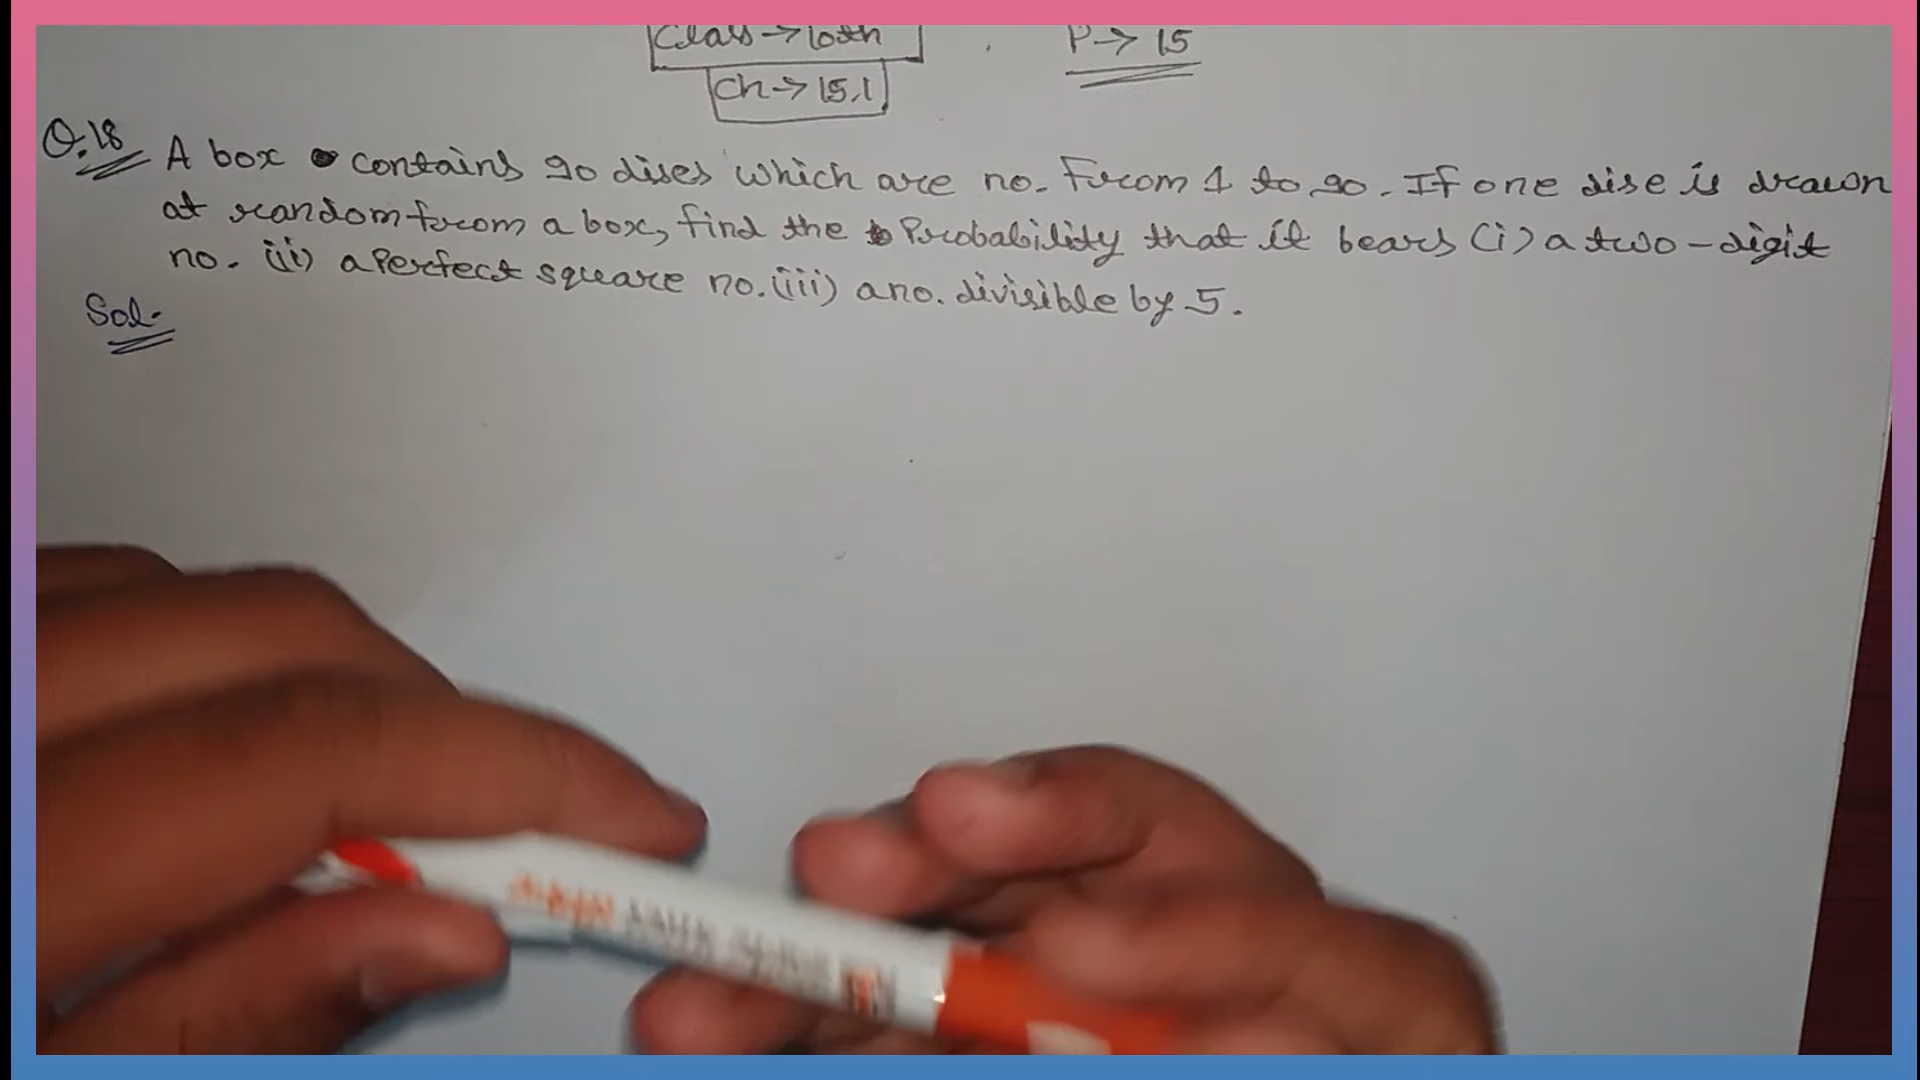 Class → 10th
P → 15
Ch → 15.1
Q.18 A box contains 90 discs which are no. From 1 to 90. If one disc is drawn
at random from a box, find the Probability that it bears (i) a two-digit
no. (ii) a Perfect square no. (iii) a no. divisible by 5.
Sol.